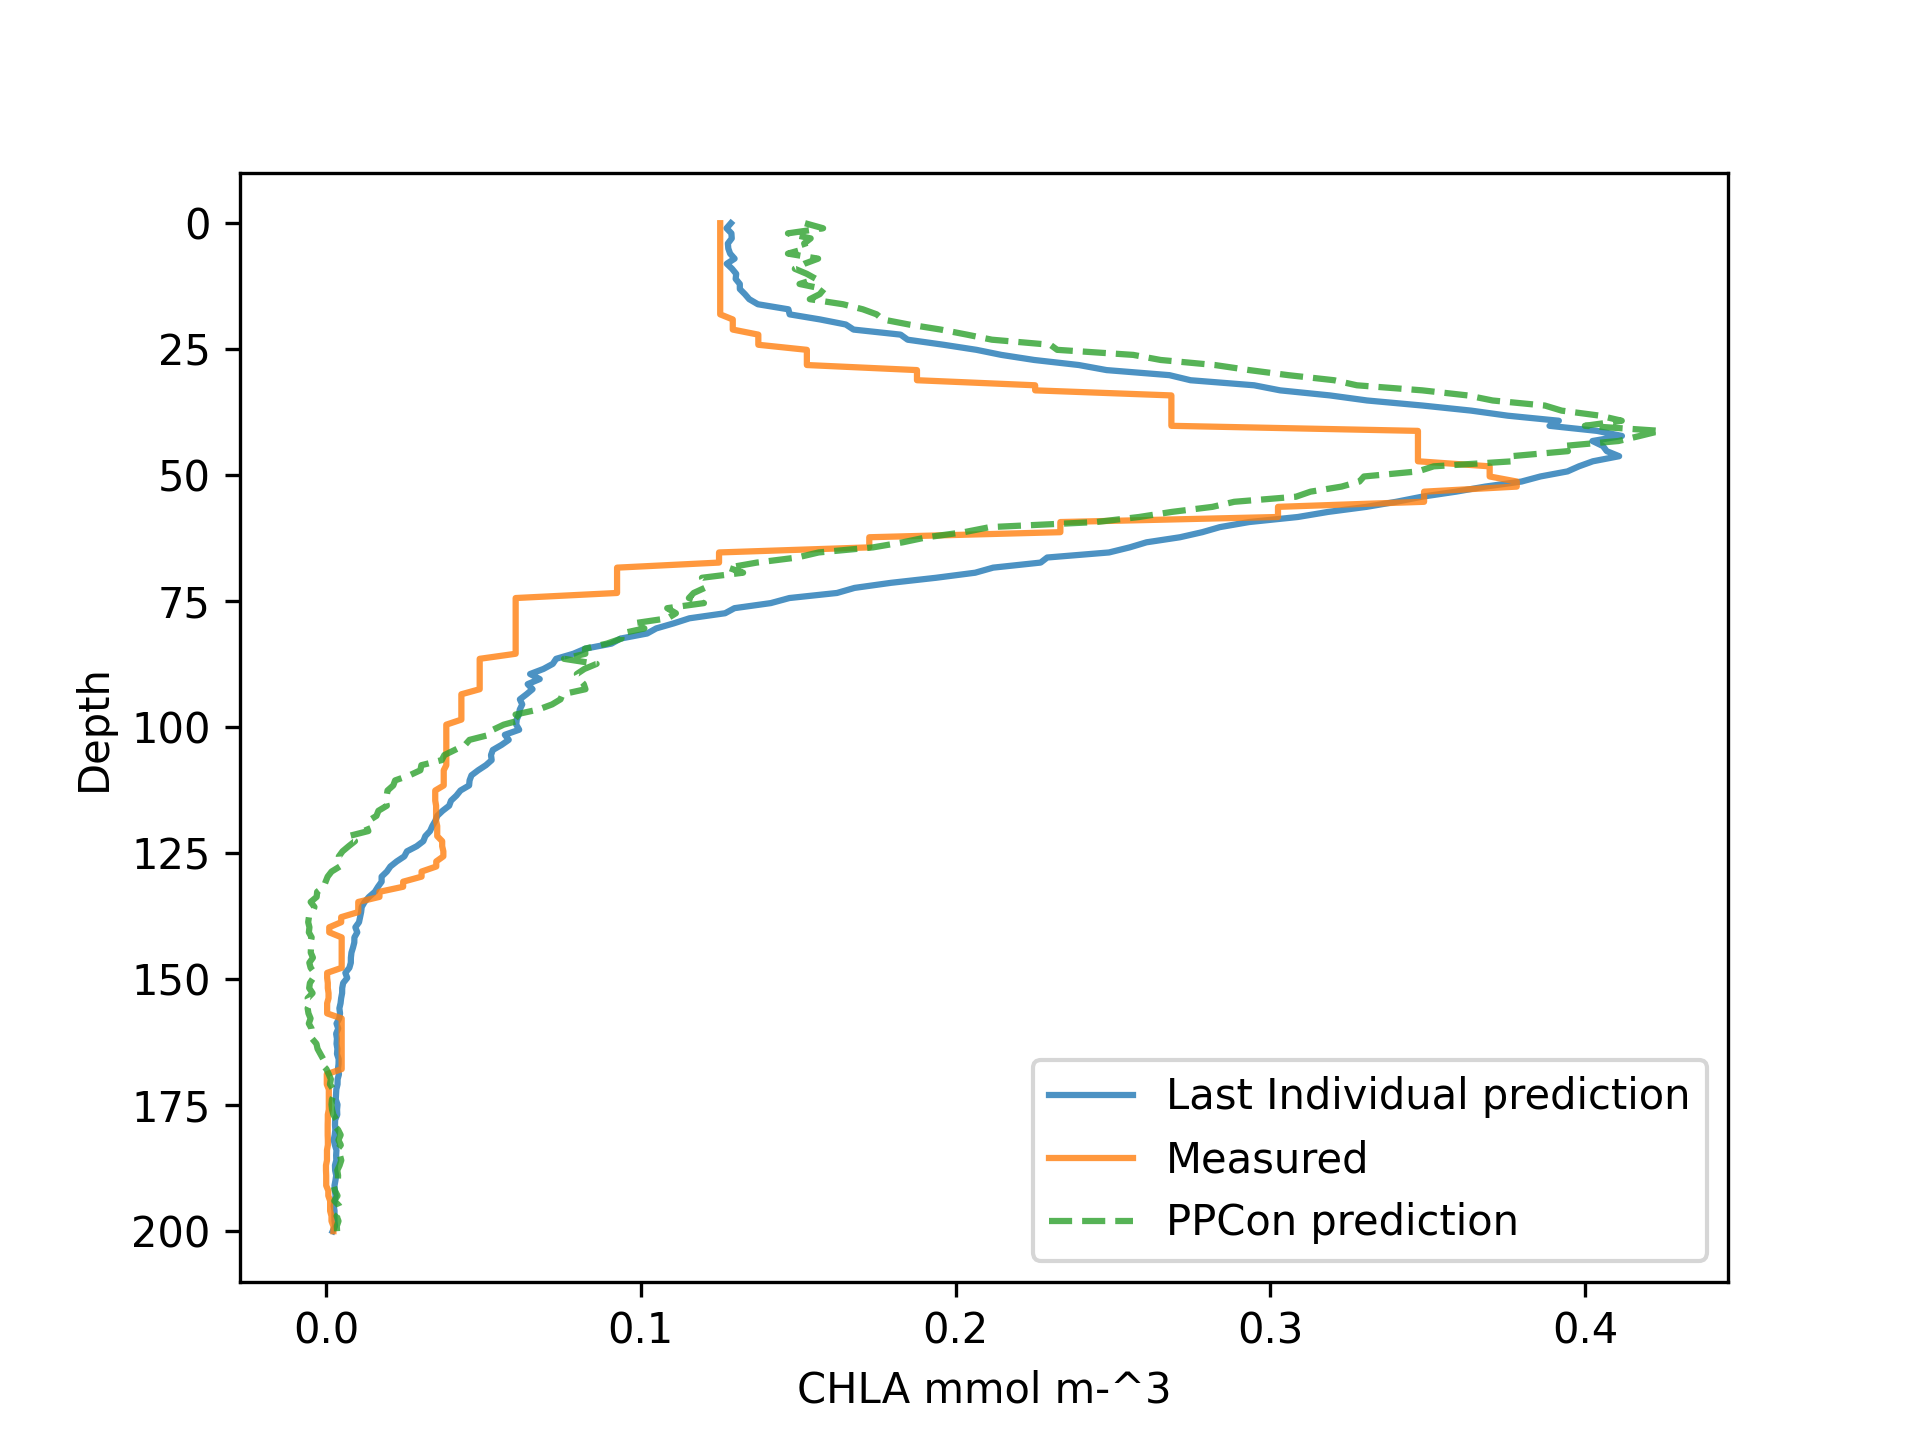 0
25
50
75
100
125
150
175
200
Depth
0.0 0.1 0.2 0.3 0.4
CHLA mmol m-^3
Last Individual prediction
Measured
PPCon prediction